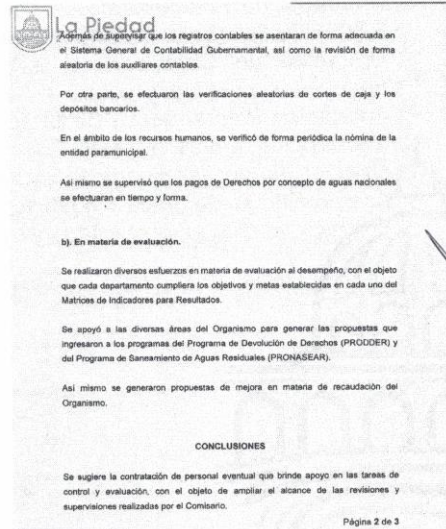 La Piedad
Además de supervisar que los registros contables se asentaran de forma adecuada en
el Sistema General de Contabilidad Gubernamental, así como la revisión de forma
aleatoria de los auxiliares contables.
Por otra parte, se efectuaron las verificaciones aleatorias de cortes de caja y los
depósitos bancarios.
En el ámbito de los recursos humanos, se verificó de forma periódica la nómina de la
entidad paramunicipal.
Así mismo se supervisó que los pagos de Derechos por concepto de aguas nacionales
se efectuaran en tiempo y forma.
b). En materia de evaluación.
Se realizaron diversos esfuerzos en materia de evaluación al desempeño, con el objeto
que cada departamento cumpliera los objetivos y metas establecidas en cada uno del
Matrices de Indicadores para Resultados.
Se apoyó a las diversas áreas del Organismo para generar las propuestas que
ingresaron a los programas del Programa de Devolución de Derechos (PRODDER) y
del Programa de Saneamiento de Aguas Residuales (PRONASEAR).
Así mismo se generaron propuestas de mejora en materia de recaudación del
Organismo.
CONCLUSIONES
Se sugiere la contratación de personal eventual que brinde apoyo en las tareas de
control y evaluación, con el objeto de ampliar el alcance de las revisiones y
supervisiones realizadas por el Comisario.
Página 2 de 3